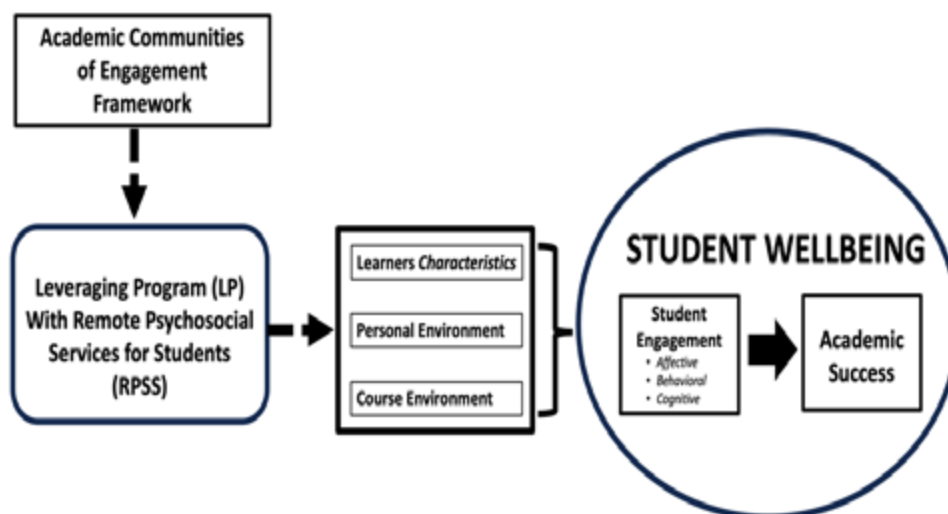 Academic Communities
of Engagement
Framework
Leveraging Program (LP)
With Remote Psychosocial
Services for Students
(RPSS)
Learners Characteristics
Personal Environment
Course Environment
STUDENT WELLBEING
Student
Engagement
• Affective
• Behavioral
• Cognitive
Academic
Success